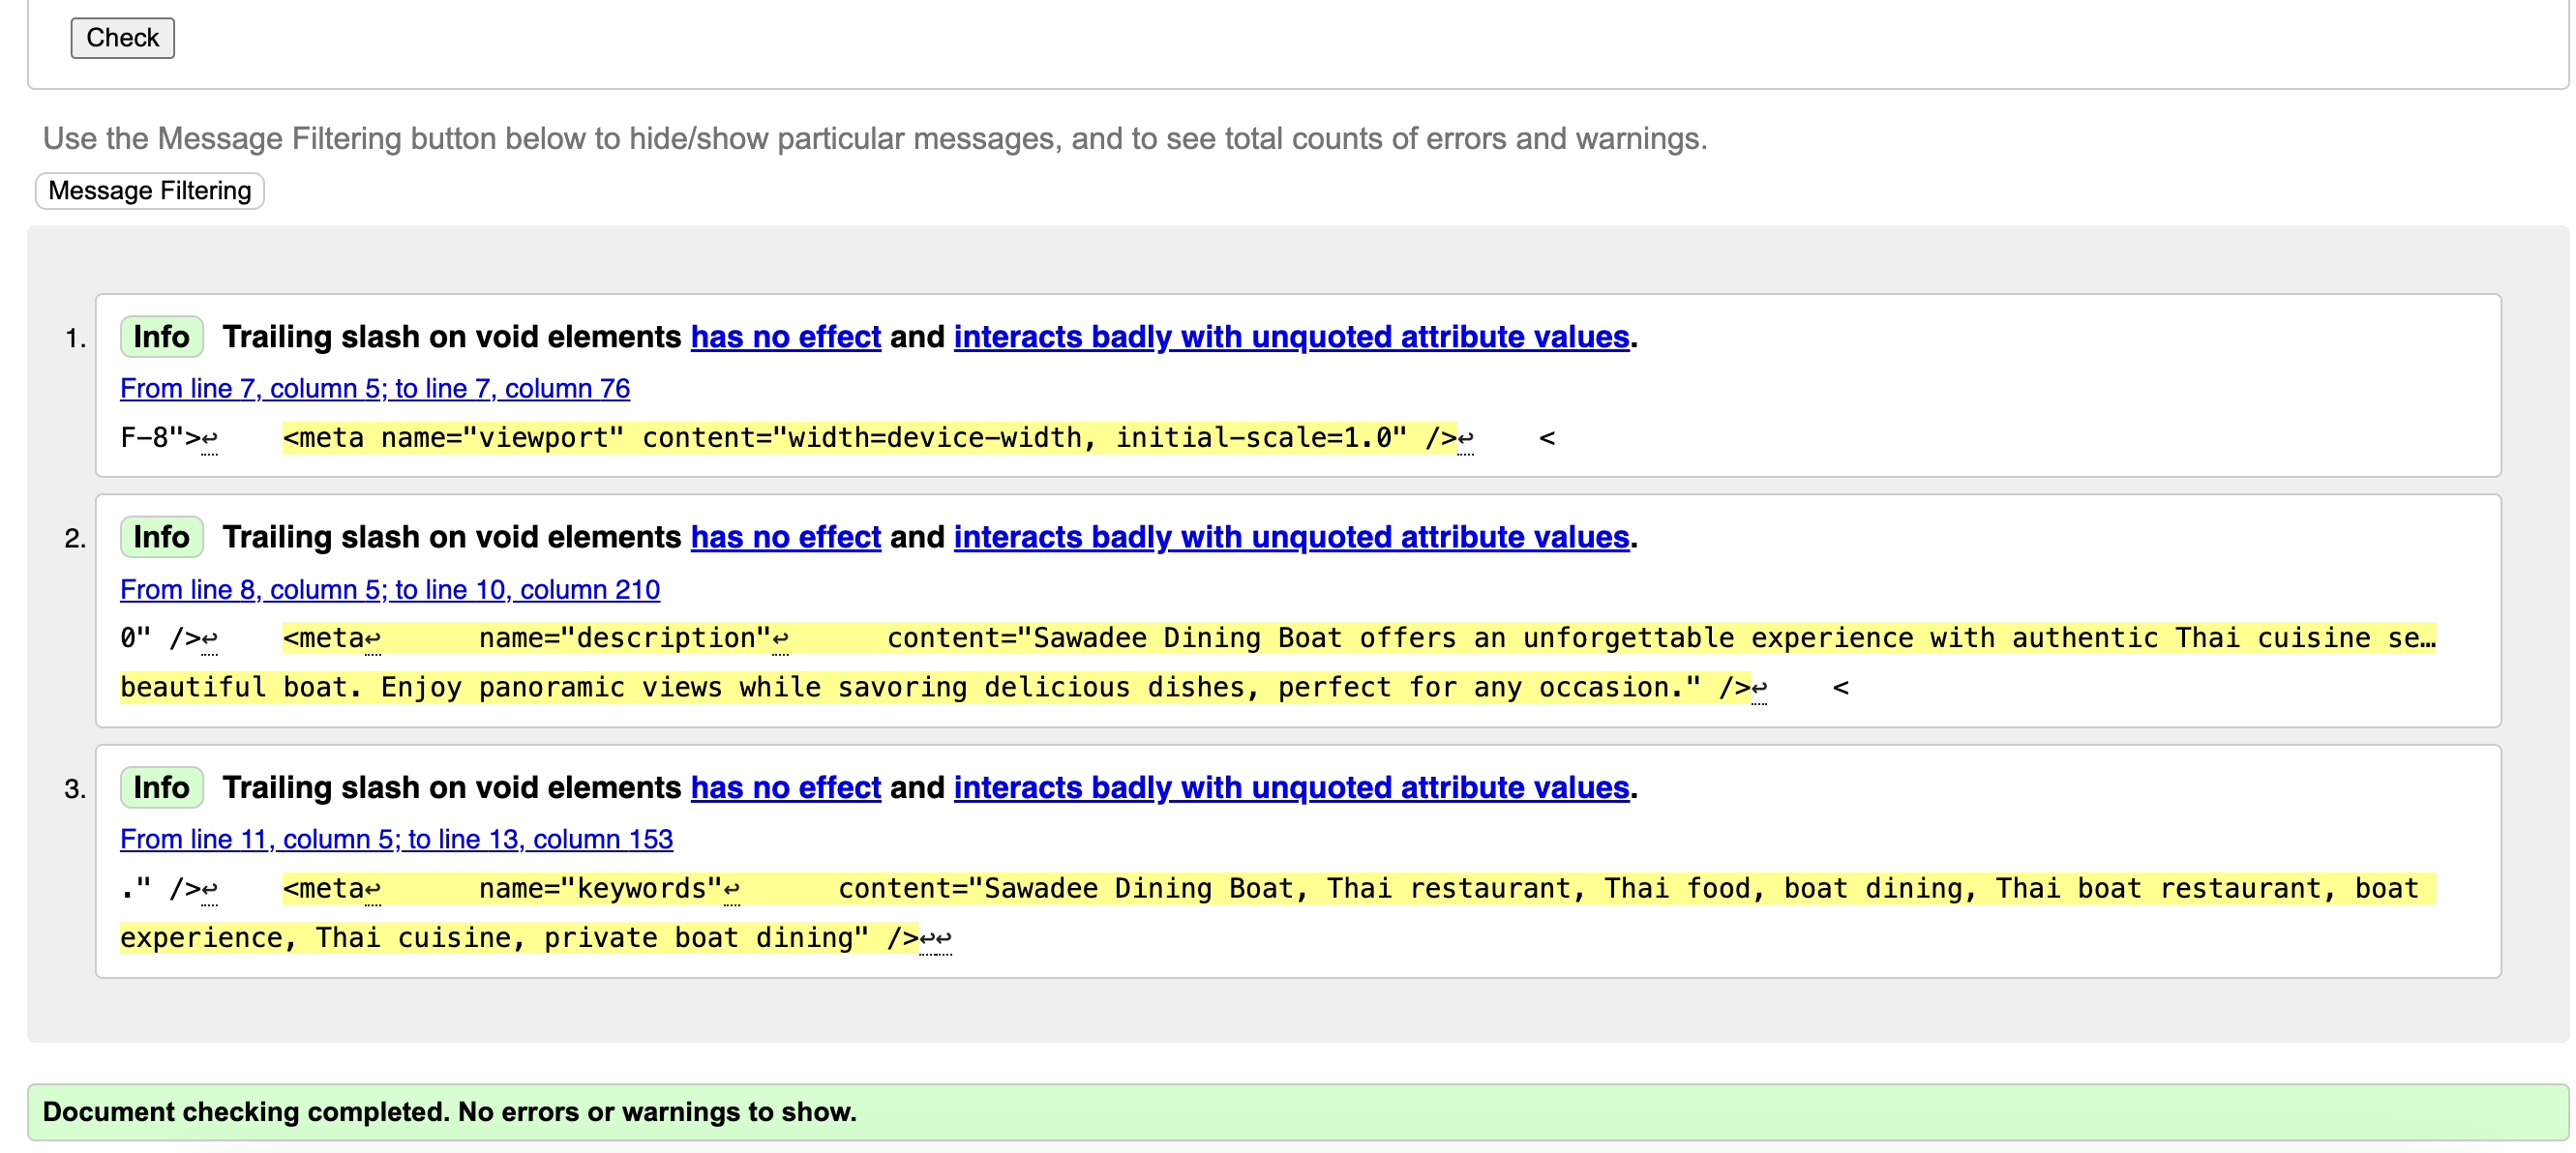 Check
Use the Message Filtering button below to hide/show particular messages, and to see total counts of errors and warnings.
Message Filtering
1. Info Trailing slash on void elements has no effect and interacts badly with unquoted attribute values.
From line 7, column 5; to line 7, column 76
F-8">↩    <meta name="viewport" content="width=device-width, initial-scale=1.0" />↩    <
2. Info Trailing slash on void elements has no effect and interacts badly with unquoted attribute values.
From line 8, column 5; to line 10, column 210
0" />↩    <meta↩      name="description"↩      content="Sawadee Dining Boat offers an unforgettable experience with authentic Thai cuisine se…
beautiful boat. Enjoy panoramic views while savoring delicious dishes, perfect for any occasion." />↩    <
3. Info Trailing slash on void elements has no effect and interacts badly with unquoted attribute values.
From line 11, column 5; to line 13, column 153
." />↩    <meta↩      name="keywords"↩      content="Sawadee Dining Boat, Thai restaurant, Thai food, boat dining, Thai boat restaurant, boat
experience, Thai cuisine, private boat dining" />↩↩
Document checking completed. No errors or warnings to show.